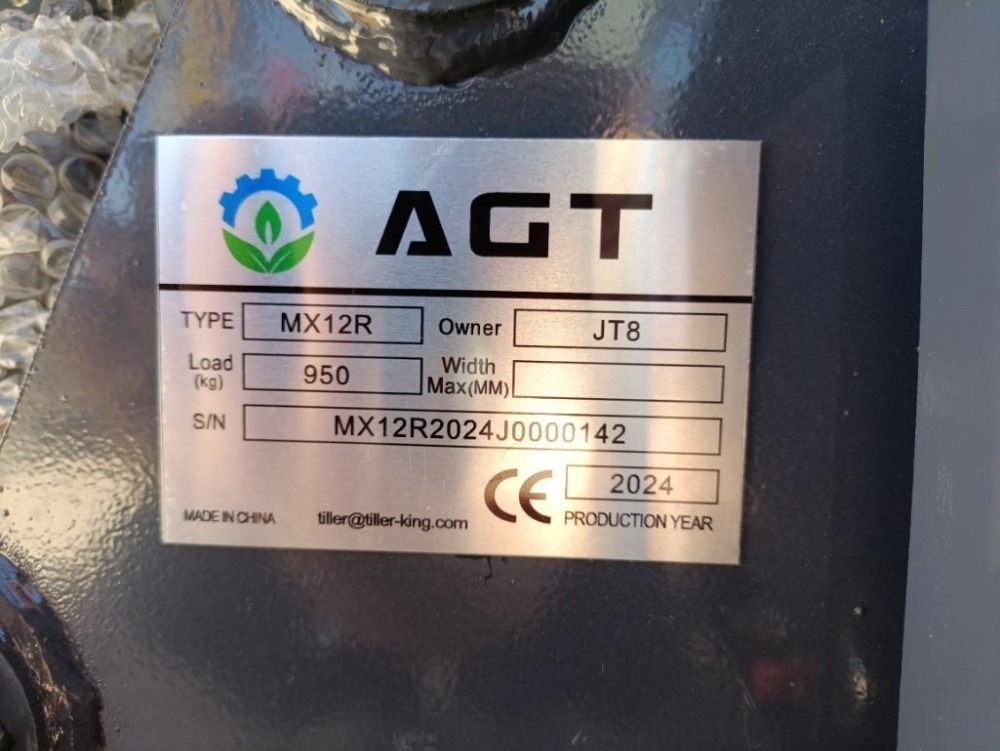 AGT
TYPE MX12R Owner JT8
Load (kg) 950 Width Max(MM)
S/N MX12R2024J0000142
CE 2024
MADE IN CHINA tiller@tiller-king.com PRODUCTION YEAR